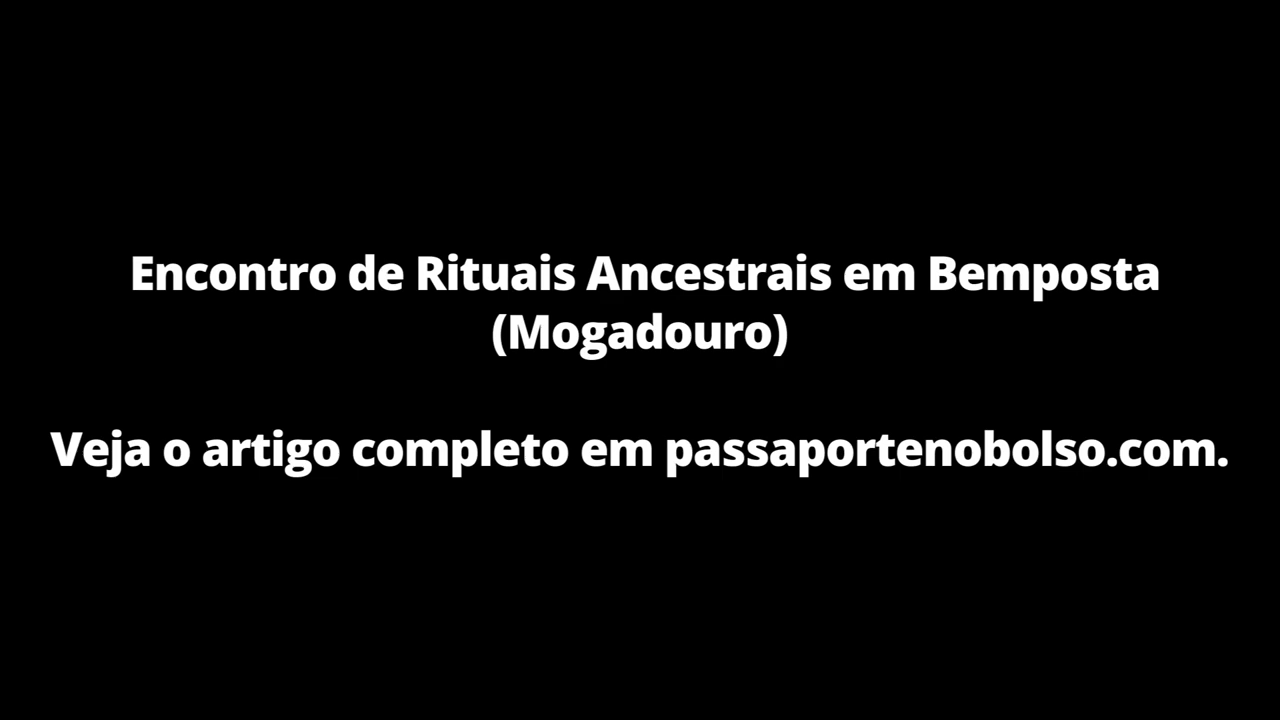 Encontro de Rituais Ancestrais em Bemposta
(Mogadouro)
Veja o artigo completo em passaportenobolso.com.